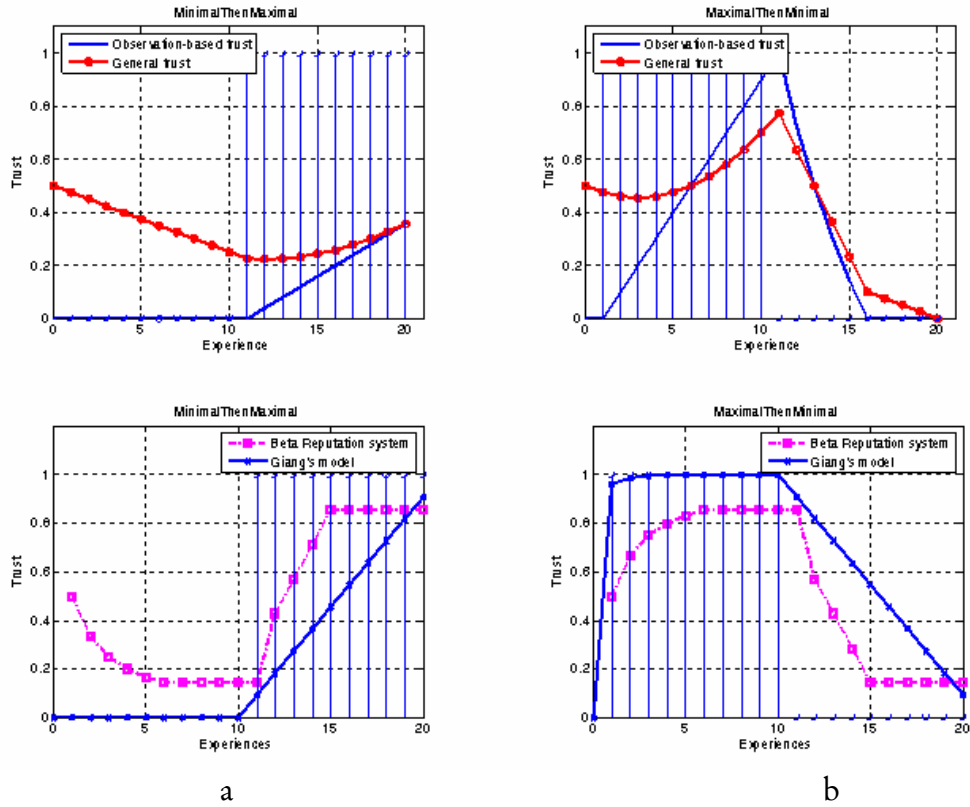 MinimalThenMaximal
Observation-based trust
General trust
1
0.8
0.6
0.4
0.2
0
Trust
0 5 10 15 20
Experience
MaximalThenMinimal
Observation-based trust
General trust
1
0.8
0.6
0.4
0.2
0
Trust
0 5 10 15 20
Experience
MinimalThenMaximal
Beta Reputation system
Giang's model
1
0.8
0.6
0.4
0.2
0
Trust
0 5 10 15 20
Experiences
MaximalThenMinimal
Beta Reputation system
Giang's model
1
0.8
0.6
0.4
0.2
0
Trust
0 5 10 15 20
Experiences
a
b